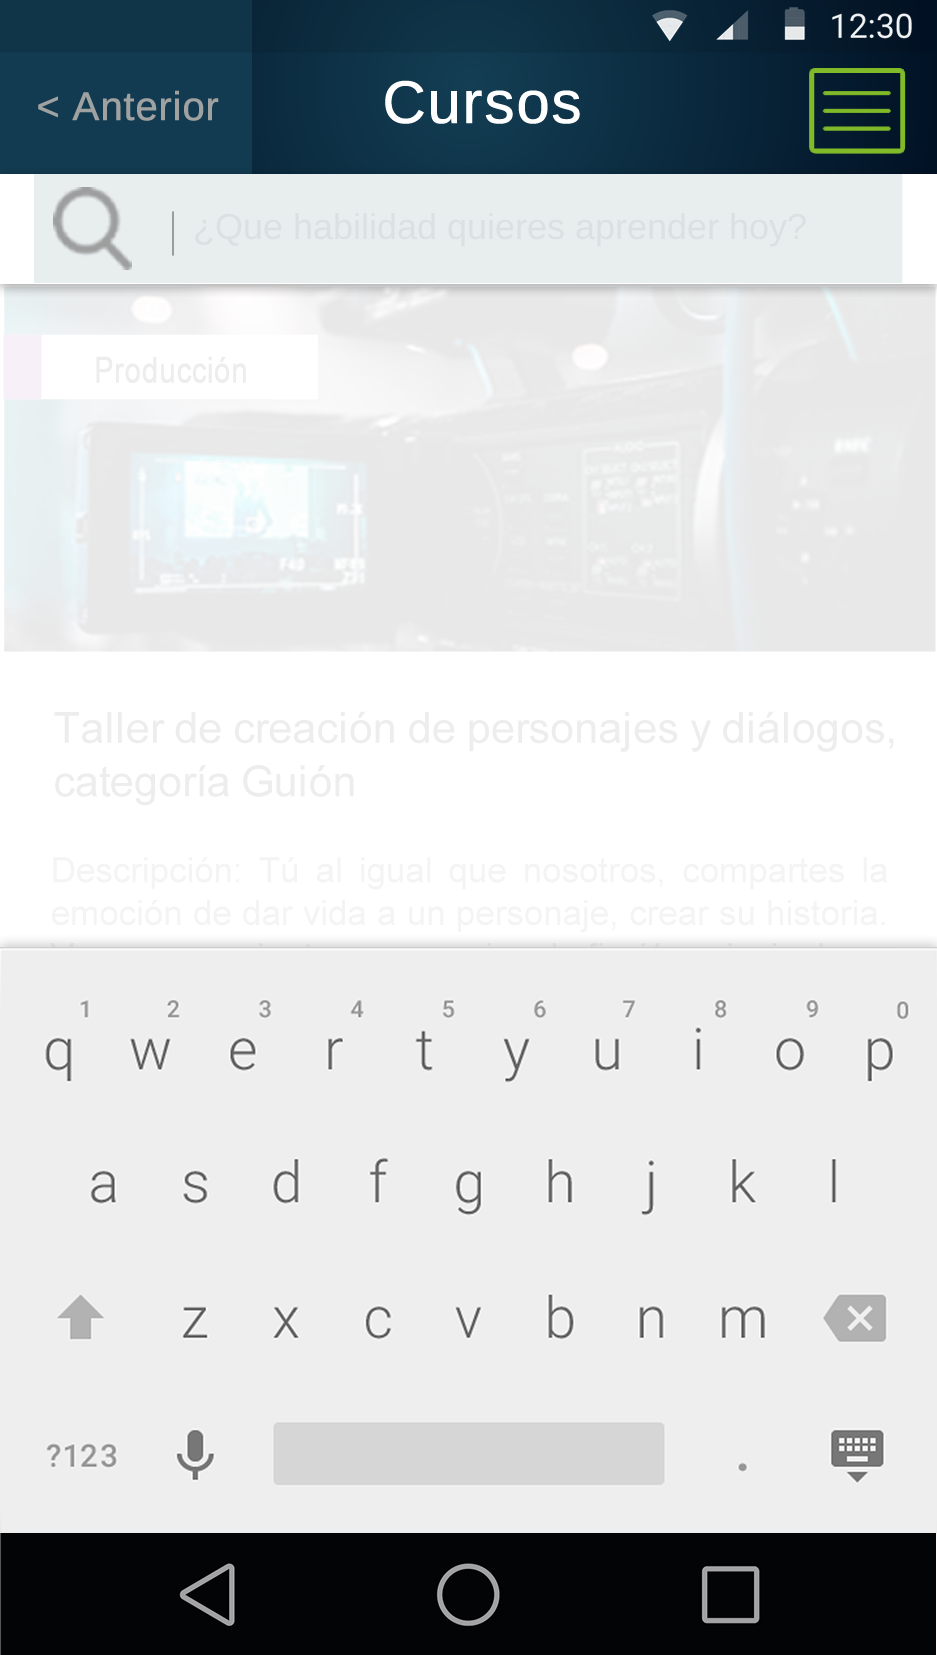 12:30
< Anterior
Cursos
¿Que habilidad quieres aprender hoy?
Producción
Taller de creación de personajes y diálogos,
categoría Guión
Descripción: Tú al igual que nosotros, compartes la
emoción de dar vida a un personaje, crear su historia.
1 2 3 4 5 6 7 8 9 0
q w e r t y u i o p
a s d f g h j k l
z x c v b n m
?123 .